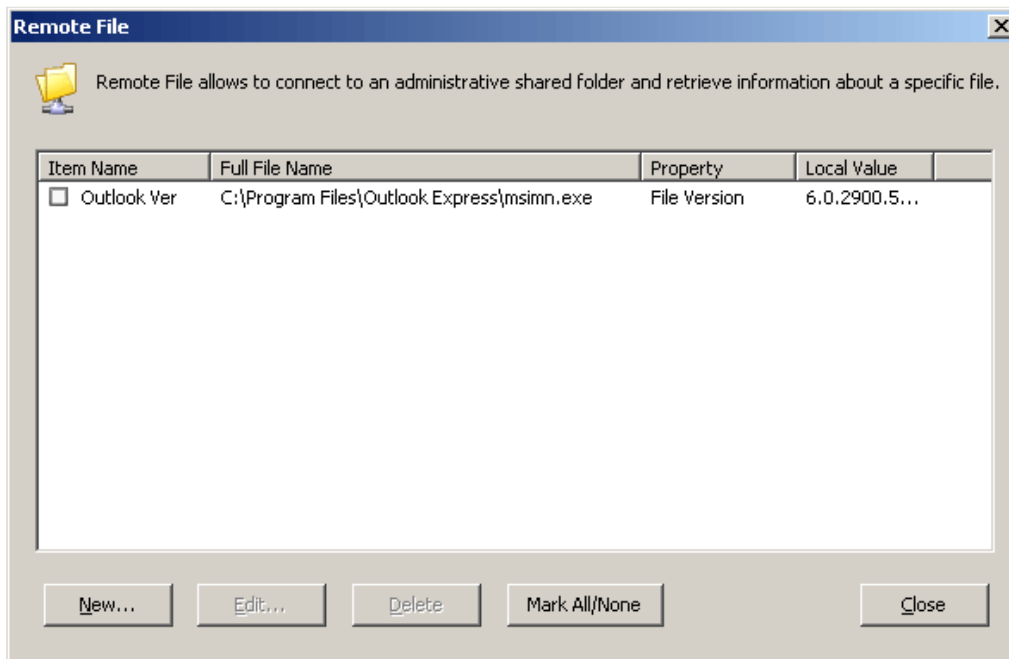 Remote File
Remote File allows to connect to an administrative shared folder and retrieve information about a specific file.
Item Name Full File Name Property Local Value
Outlook Ver C:\Program Files\Outlook Express\msimn.exe File Version 6.0.2900.5...
New... Edit... Delete Mark All/None Close